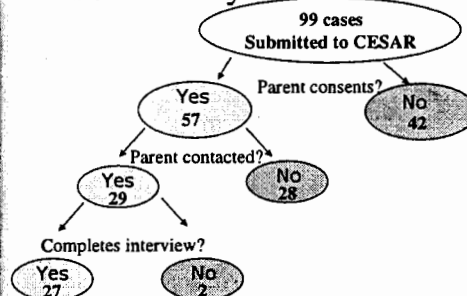 99 cases
Submitted to CESAR
Parent consents?
Yes
57
No
42
Parent contacted?
Yes
29
No
28
Completes interview?
Yes
27
No
2